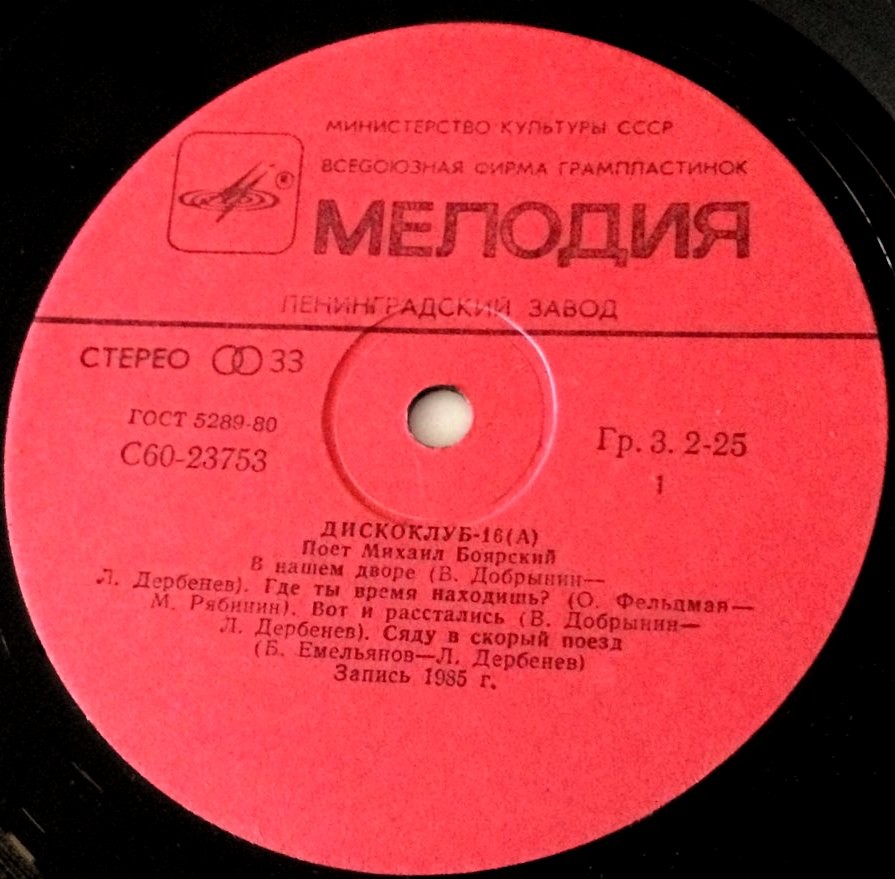 МИНИСТЕРСТВО КУЛЬТУРЫ СССР
ВСЕСОЮЗНАЯ ФИРМА ГРАМПЛАСТИНОК
®
МЕЛОДИЯ
ЛЕНИНГРАДСКИЙ ЗАВОД
СТЕРЕО 33
ГОСТ 5289-80
С60-23753
Гр. 3. 2-25
1
ДИСКОКЛУБ-16(А)
Поет Михаил Боярский
В нашем дворе (В. Добрынин—
Л. Дербенев). Где ты время находишь? (О. Фельцман—
М. Рябинин). Вот и расстались (В. Добрынин—
Л. Дербенев). Сяду в скорый поезд
(Б. Емельянов—Л. Дербенев)
Запись 1985 г.